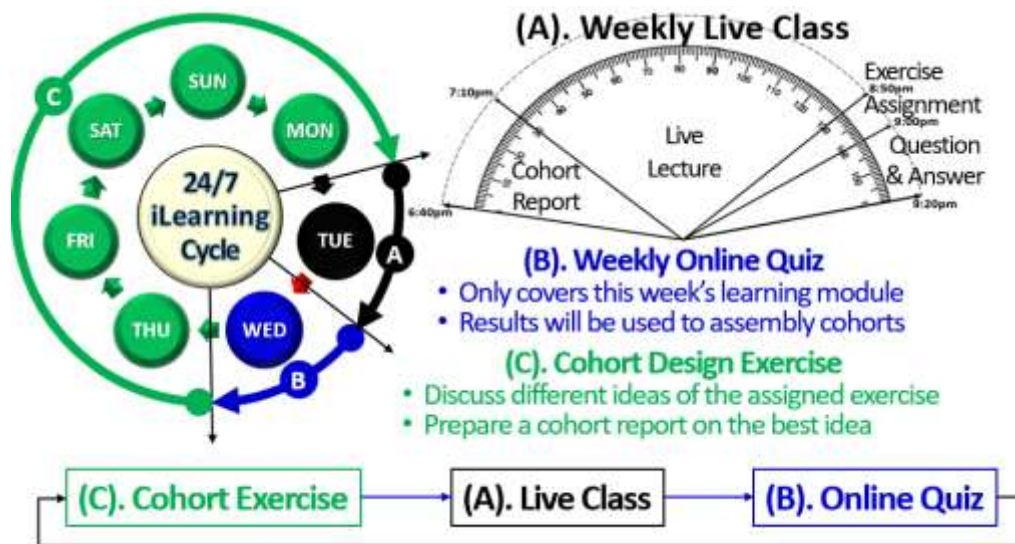 (A). Weekly Live Class
C
SUN
MON
TUE
WED
THU
FRI
SAT
24/7
iLearning
Cycle
A
B
7:10pm
6:40pm
Cohort
Report
Live
Lecture
Exercise
8:50pm
Assignment
9:00pm
Question
& Answer
9:20pm
(B). Weekly Online Quiz
• Only covers this week's learning module
• Results will be used to assembly cohorts
(C). Cohort Design Exercise
• Discuss different ideas of the assigned exercise
• Prepare a cohort report on the best idea
(C). Cohort Exercise
(A). Live Class
(B). Online Quiz